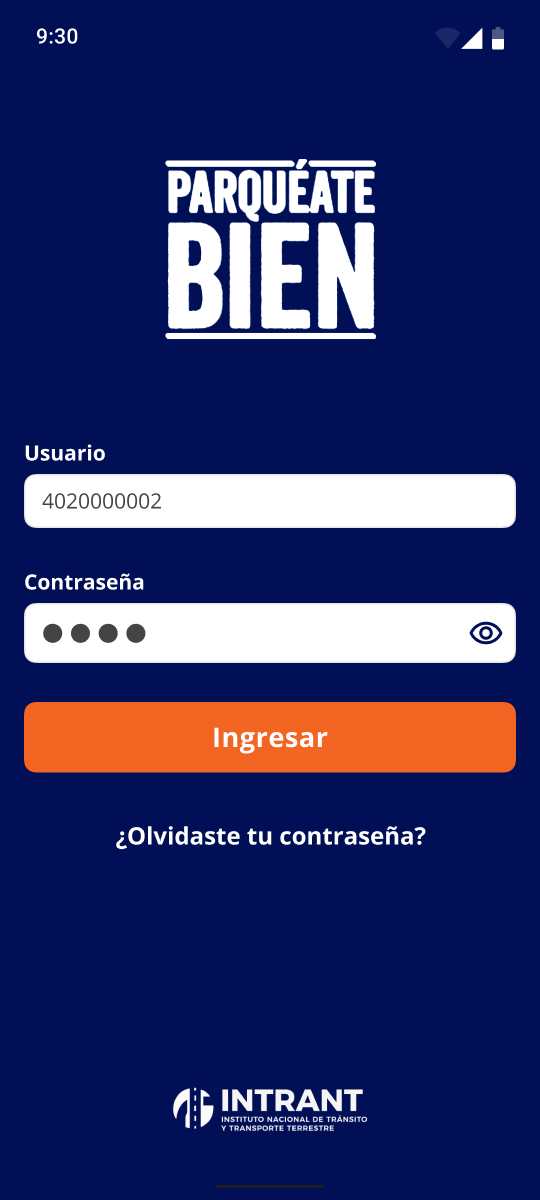 9:30
PARQUÉATE
BIEN
Usuario
4020000002
Contraseña
Ingresar
¿Olvidaste tu contraseña?
INTRANT
INSTITUTO NACIONAL DE TRÁNSITO
Y TRANSPORTE TERRESTRE